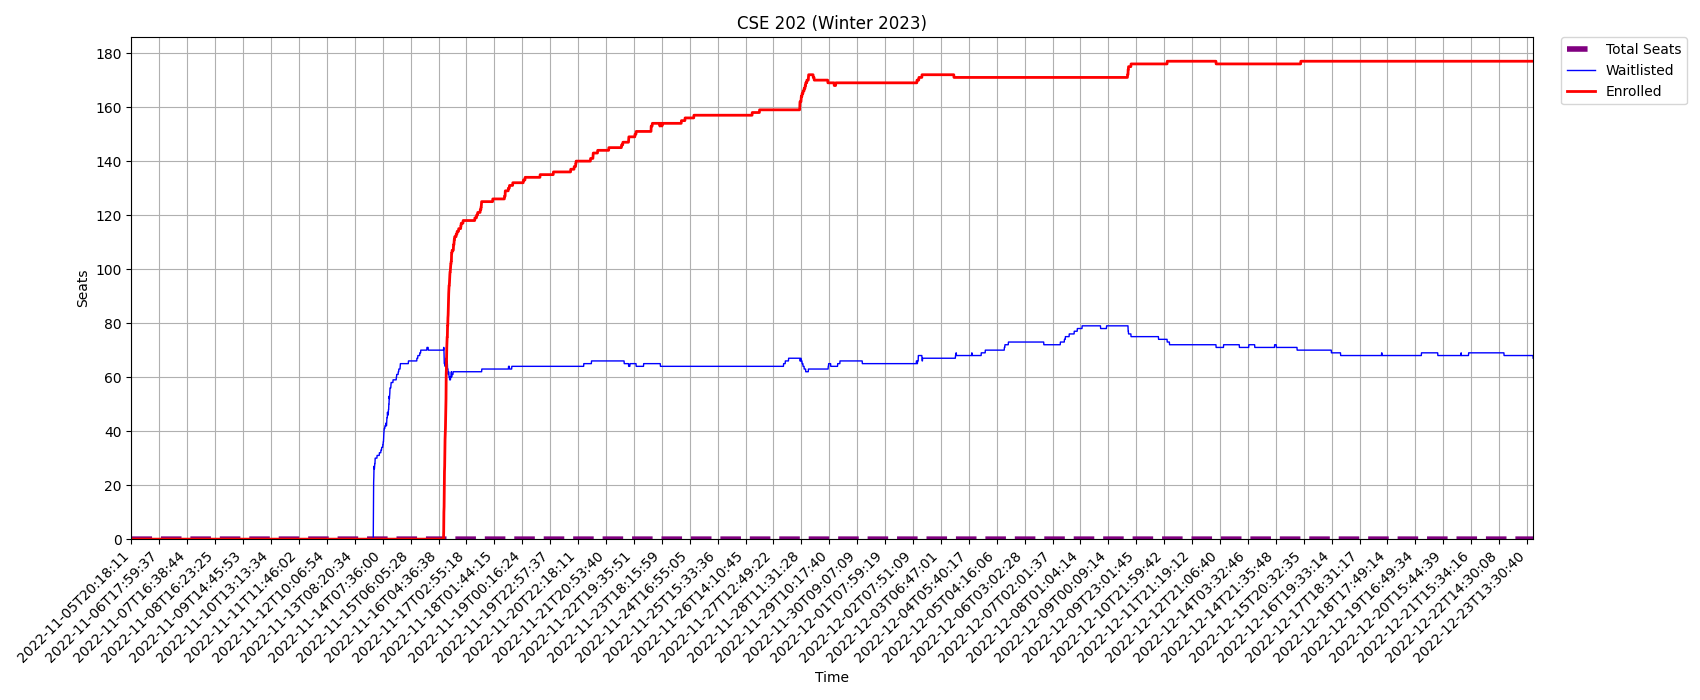 CSE 202 (Winter 2023)
Total Seats
Waitlisted
Enrolled
Seats
180
160
140
120
100
80
60
40
20
0
2022-11-05T20:18:11
2022-11-06T17:59:37
2022-11-07T16:38:44
2022-11-08T16:23:25
2022-11-09T14:45:53
2022-11-10T13:13:34
2022-11-11T11:46:02
2022-11-12T10:06:54
2022-11-13T08:20:34
2022-11-14T07:36:00
2022-11-15T06:05:28
2022-11-16T04:36:38
2022-11-17T02:55:18
2022-11-18T01:44:15
2022-11-19T00:16:24
2022-11-19T22:57:37
2022-11-20T22:18:11
2022-11-21T20:53:40
2022-11-22T19:35:51
2022-11-23T18:15:59
2022-11-24T16:55:05
2022-11-25T15:33:36
2022-11-26T14:10:45
2022-11-27T12:49:22
2022-11-28T11:31:28
2022-11-29T10:17:40
2022-11-30T09:07:09
2022-12-01T07:59:19
2022-12-02T07:51:09
2022-12-03T06:47:01
2022-12-04T05:40:17
2022-12-05T04:16:06
2022-12-06T03:02:28
2022-12-07T02:01:37
2022-12-08T01:04:14
2022-12-09T00:09:14
2022-12-09T23:01:45
2022-12-10T21:59:42
2022-12-11T21:19:12
2022-12-12T21:06:40
2022-12-14T03:32:46
2022-12-14T21:35:48
2022-12-15T20:32:35
2022-12-16T19:33:14
2022-12-17T18:31:17
2022-12-18T17:49:14
2022-12-19T16:49:34
2022-12-20T15:44:39
2022-12-21T15:34:16
2022-12-22T14:30:08
2022-12-23T13:30:40
Time